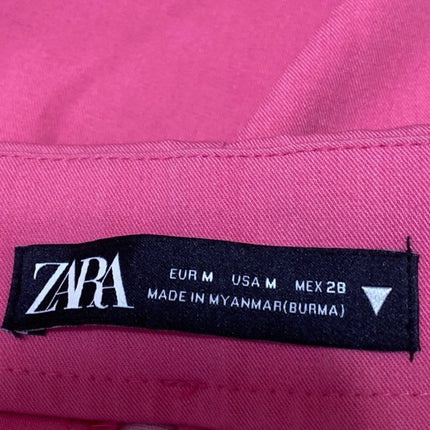 ZARA
EUR M USA M MEX 28
MADE IN MYANMAR(BURMA)